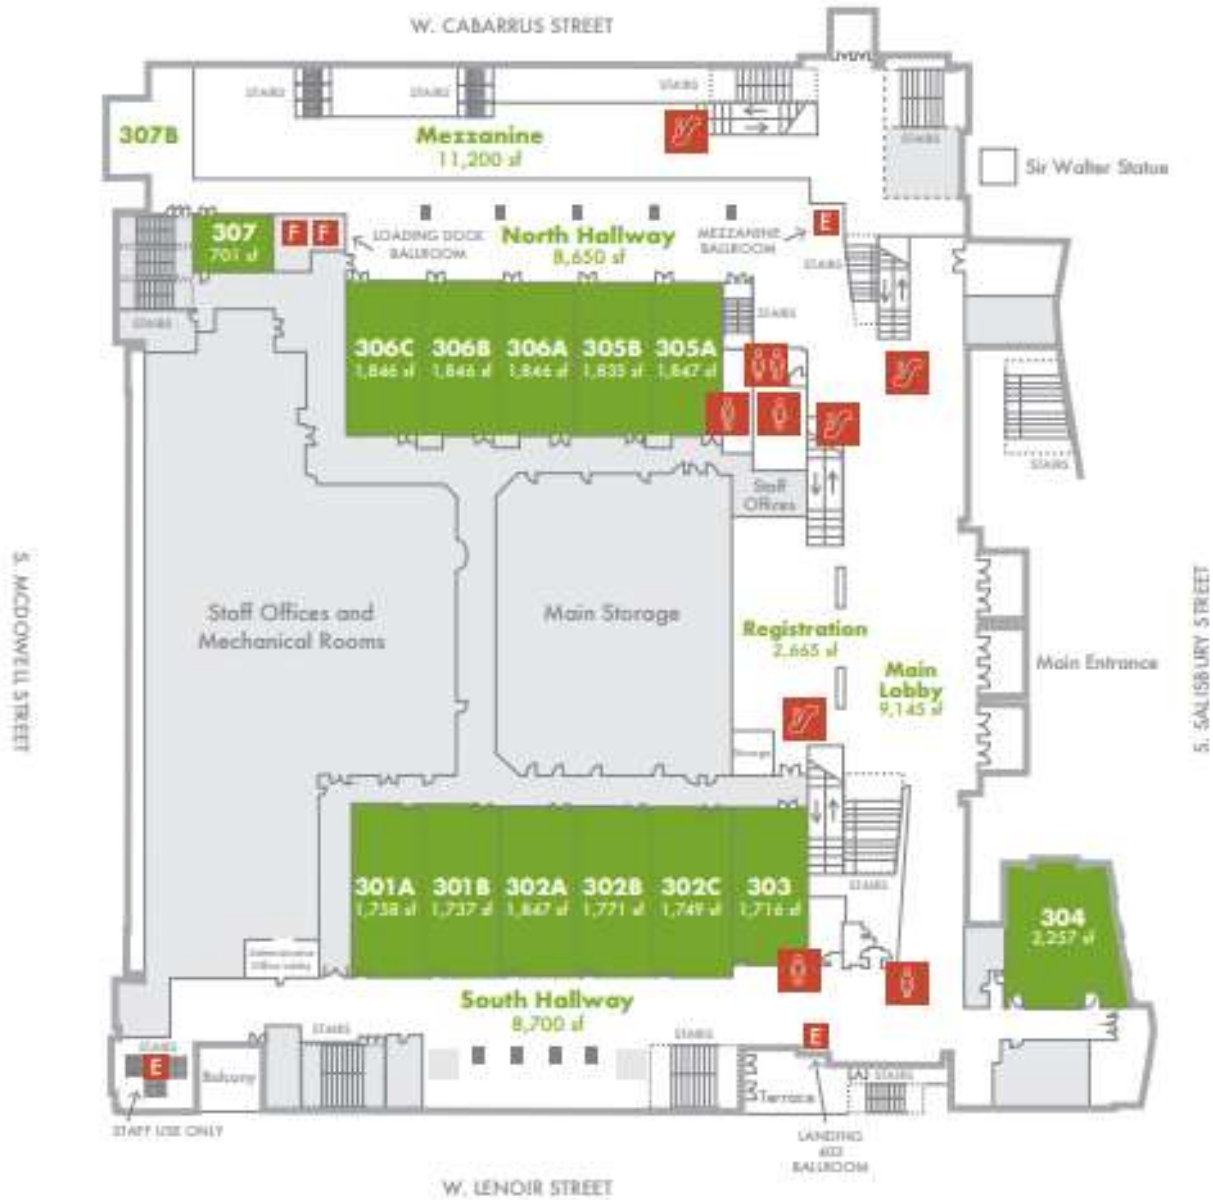 W. CABARRUS STREET
STAIRS
STAIRS
STAIRS
307B
Mezzanine
11,200 sf
STAIRS
Sir Walter Statue
307
701 sf
F
F
LOADING DOCK
BALLROOM
North Hallway
8,650 sf
MEZZANINE
BALLROOM
E
STAIRS
STAIRS
STAIRS
306C
1,846 sf
306B
1,846 sf
306A
1,846 sf
305B
1,835 sf
305A
1,847 sf
STAIRS
Staff
Offices
S. MCDOWELL STREET
Staff Offices and
Mechanical Rooms
Main Storage
Registration
2,665 sf
Main
Lobby
9,145 sf
Main Entrance
S. SALISBURY STREET
Storage
301A
1,758 sf
301B
1,737 sf
302A
1,847 sf
302B
1,771 sf
302C
1,749 sf
303
1,716 sf
STAIRS
304
2,257 sf
Administrative
Office Lobby
South Hallway
8,700 sf
STAIRS
STAIRS
E
STAIRS
E
Balcony
STAIRS
Terrace
STAFF USE ONLY
LANDING
402
BALLROOM
W. LENOIR STREET